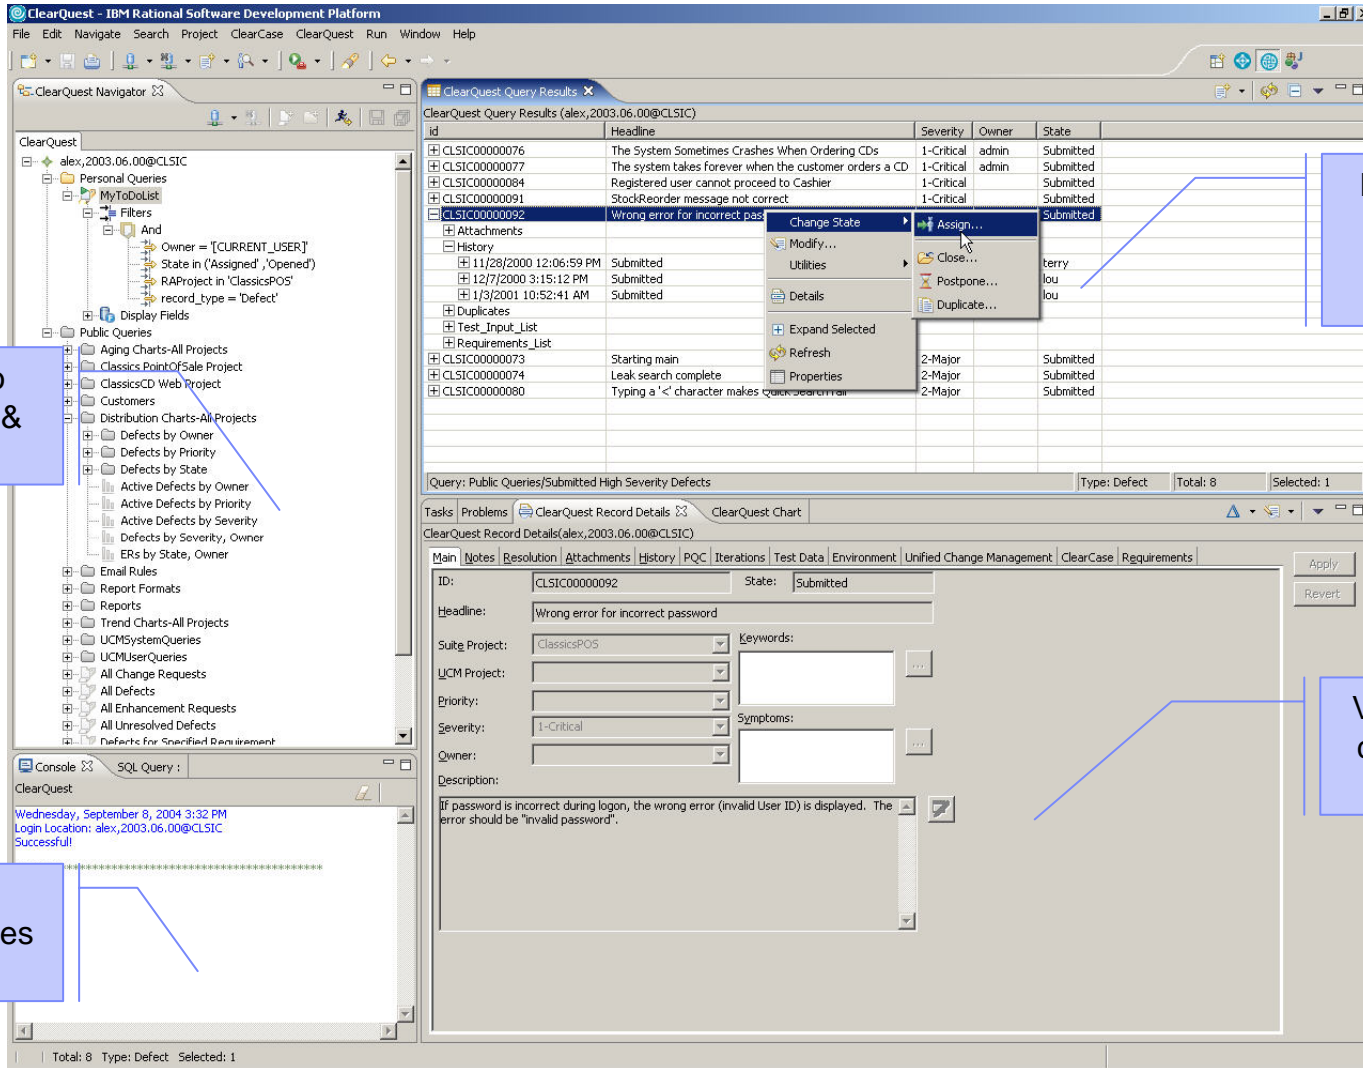 ClearQuest - IBM Rational Software Development Platform
File Edit Navigate Search Project ClearCase ClearQuest Run Window Help
ClearQuest Navigator
ClearQuest
alex,2003.06.00@CLSIC
Personal Queries
MyToDoList
Filters
And
Owner = '[CURRENT_USER]'
State in ('Assigned' ,'Opened')
RAProject in 'ClassicsPOS'
record_type = 'Defect'
Display Fields
Public Queries
Aging Charts-All Projects
Classics PointOfSale Project
ClassicsCD Web Project
Customers
Distribution Charts-All Projects
Defects by Owner
Defects by Priority
Defects by State
Active Defects by Owner
Active Defects by Priority
Active Defects by Severity
Defects by Severity, Owner
ERs by State, Owner
Email Rules
Report Formats
Reports
Trend Charts-All Projects
UCMSystemQueries
UCMUserQueries
All Change Requests
All Defects
All Enhancement Requests
All Unresolved Defects
Defects for Specified Requirement
&
ClearQuest Query Results
ClearQuest Query Results (alex,2003.06.00@CLSIC)
id Headline Severity Owner State
CLSIC00000076 The System Sometimes Crashes When Ordering CDs 1-Critical admin Submitted
CLSIC00000077 The system takes forever when the customer orders a CD 1-Critical admin Submitted
CLSIC00000084 Registered user cannot proceed to Cashier 1-Critical Submitted
CLSIC00000091 StockReorder message not correct 1-Critical Submitted
CLSIC00000092 Wrong error for incorrect pas Submitted
Attachments
History
11/28/2000 12:06:59 PM Submitted terry
12/7/2000 3:15:12 PM Submitted lou
1/3/2001 10:52:41 AM Submitted lou
Duplicates
Test_Input_List
Requirements_List
CLSIC00000073 Starting main 2-Major Submitted
CLSIC00000074 Leak search complete 2-Major Submitted
CLSIC00000080 Typing a '<' character makes Quick Search fail 2-Major Submitted
Change State
Modify...
Utilities
Details
Expand Selected
Refresh
Properties
Assign...
Close...
Postpone...
Duplicate...
Query: Public Queries/Submitted High Severity Defects Type: Defect Total: 8 Selected: 1
Tasks Problems ClearQuest Record Details ClearQuest Chart
ClearQuest Record Details(alex,2003.06.00@CLSIC)
Main Notes Resolution Attachments History PQC Iterations Test Data Environment Unified Change Management ClearCase Requirements
Apply
Revert
ID: CLSIC00000092 State: Submitted
Headline: Wrong error for incorrect password
Suite Project: ClassicsPOS Keywords:
...
UCM Project:
Priority:
Severity: 1-Critical Symptoms:
...
Owner:
Description:
If password is incorrect during logon, the wrong error (invalid User ID) is displayed. The
error should be "invalid password".
Console SQL Query :
ClearQuest
Wednesday, September 8, 2004 3:32 PM
Login Location: alex,2003.06.00@CLSIC
Successful!
es
Total: 8 Type: Defect Selected: 1